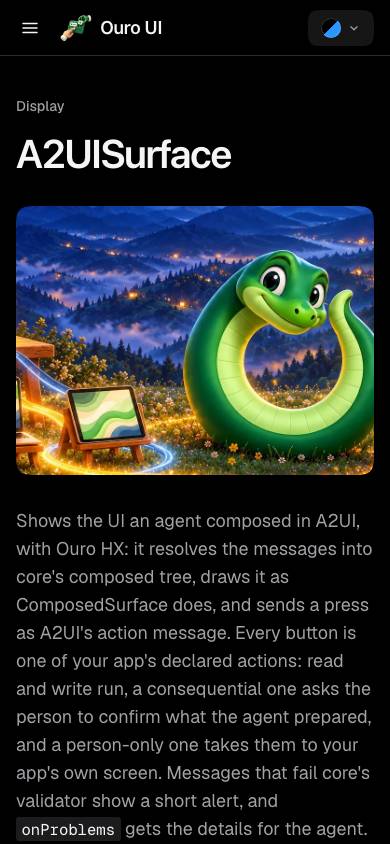 Ouro UI
Display
A2UISurface
Shows the UI an agent composed in A2UI,
with Ouro HX: it resolves the messages into
core's composed tree, draws it as
ComposedSurface does, and sends a press
as A2UI's action message. Every button is
one of your app's declared actions: read
and write run, a consequential one asks the
person to confirm what the agent prepared,
and a person-only one takes them to your
app's own screen. Messages that fail core's
validator show a short alert, and
onProblems gets the details for the agent.